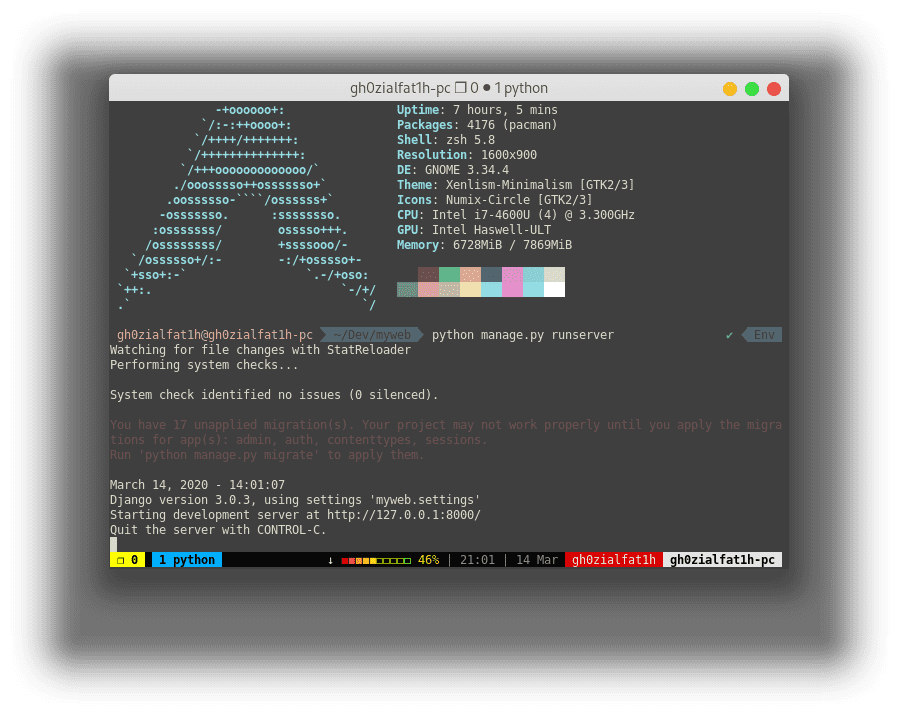 gh0zialfat1h-pc ❐ 0 ● 1 python
-+oooooo+:
`/:-:++oooo+:
`/++++/+++++++:
`/++++++++++++++:
`/+++ooooooooooooo/`
./ooosssso++osssssso+`
.oossssso-````/ossssss+`
-osssssso.      :ssssssso.
:osssssss/        osssso+++.
/ossssssss/        +ssssooo/-
`/ossssso+/:-        -:/+osssso+-
`+sso+:-`                 `.-/+oso:
`++:.                           `-/+/
.`                                 `/
Uptime: 7 hours, 5 mins
Packages: 4176 (pacman)
Shell: zsh 5.8
Resolution: 1600x900
DE: GNOME 3.34.4
Theme: Xenlism-Minimalism [GTK2/3]
Icons: Numix-Circle [GTK2/3]
CPU: Intel i7-4600U (4) @ 3.300GHz
GPU: Intel Haswell-ULT
Memory: 6728MiB / 7869MiB
gh0zialfat1h@gh0zialfat1h-pc ~/Dev/myweb python manage.py runserver ✔ Env
Watching for file changes with StatReloader
Performing system checks...
System check identified no issues (0 silenced).
You have 17 unapplied migration(s). Your project may not work properly until you apply the migra
tions for app(s): admin, auth, contenttypes, sessions.
Run 'python manage.py migrate' to apply them.
March 14, 2020 - 14:01:07
Django version 3.0.3, using settings 'myweb.settings'
Starting development server at http://127.0.0.1:8000/
Quit the server with CONTROL-C.
❐ 0 1 python ↓ 46% | 21:01 | 14 Mar gh0zialfat1h gh0zialfat1h-pc